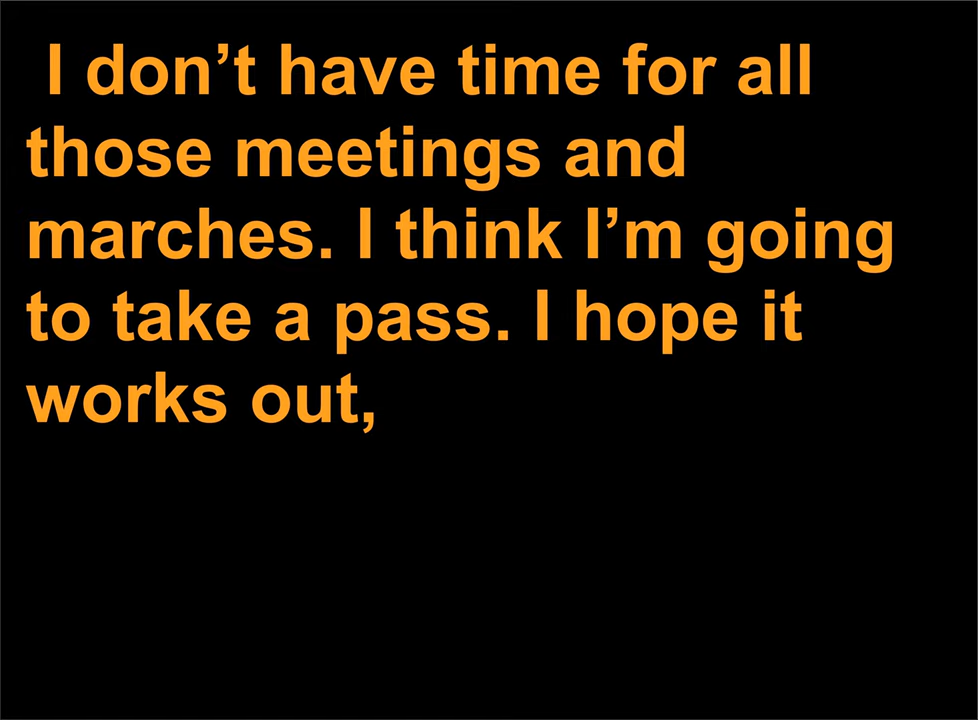 I don’t have time for all
those meetings and
marches. I think I’m going
to take a pass. I hope it
works out,